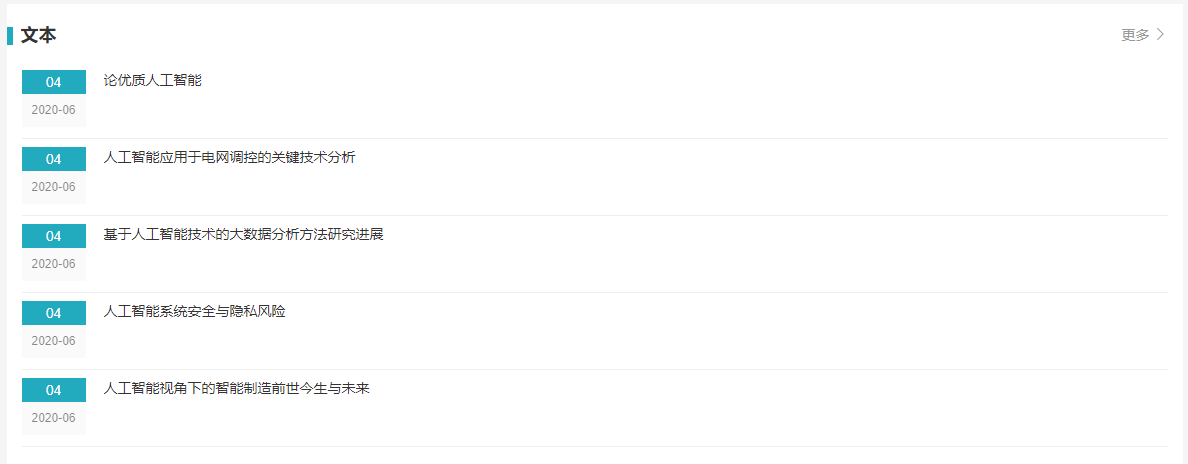 文本
更多
04
论优质人工智能
2020-06
04
人工智能应用于电网调控的关键技术分析
2020-06
04
基于人工智能技术的大数据分析方法研究进展
2020-06
04
人工智能系统安全与隐私风险
2020-06
04
人工智能视角下的智能制造前世今生与未来
2020-06